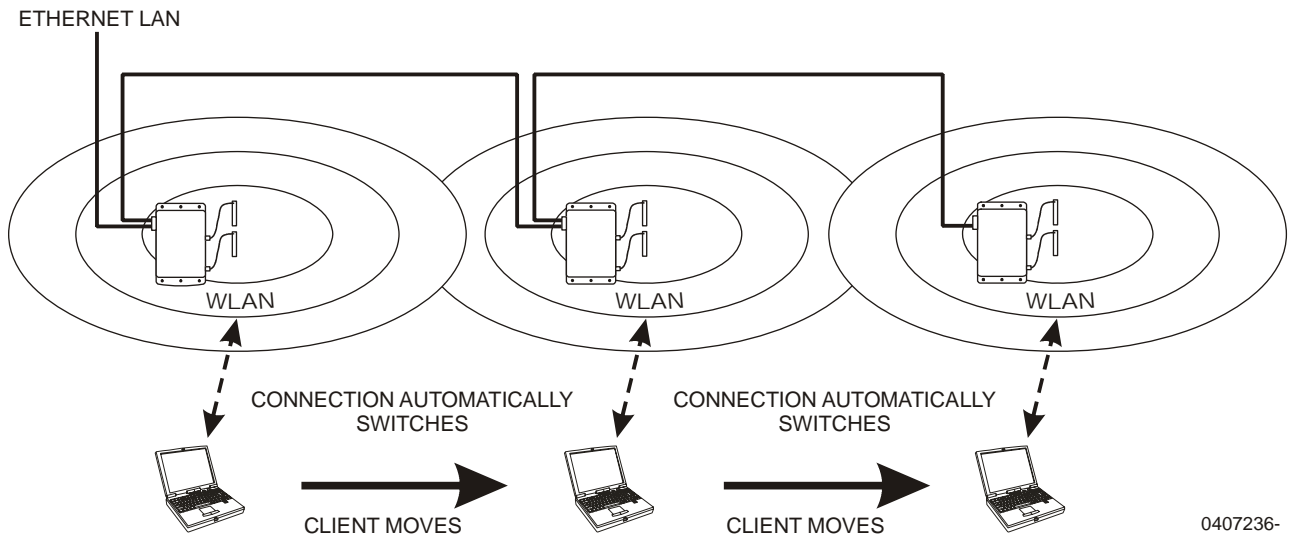 ETHERNET LAN
WLAN
WLAN
WLAN
CONNECTION AUTOMATICALLY
SWITCHES
CONNECTION AUTOMATICALLY
SWITCHES
CLIENT MOVES
CLIENT MOVES
0407236-